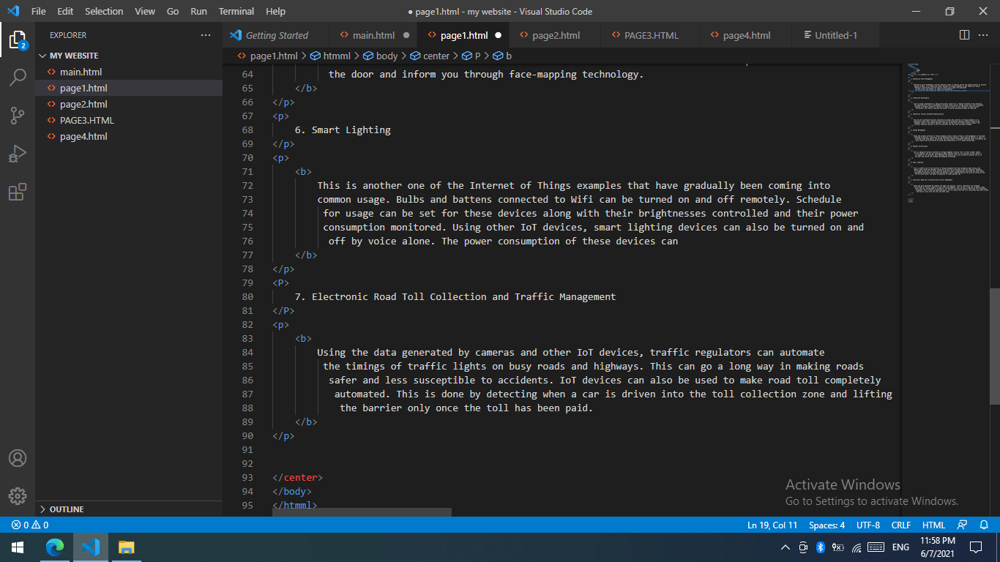 File Edit Selection View Go Run Terminal Help
● page1.html - my website - Visual Studio Code
EXPLORER
Getting Started main.html page1.html page2.html PAGE3.HTML page4.html Untitled-1
MY WEBSITE
main.html
page1.html
page2.html
PAGE3.HTML
page4.html
OUTLINE
2
page1.html > htmml > body > center > P > b
64 the door and inform you through face-mapping technology.
65 </b>
66 </p>
67 <p>
68 6. Smart Lighting
69 </p>
70 <p>
71 <b>
72 This is another one of the Internet of Things examples that have gradually been coming into
73 common usage. Bulbs and battens connected to Wifi can be turned on and off remotely. Schedule
74 for usage can be set for these devices along with their brightnesses controlled and their power
75 consumption monitored. Using other IoT devices, smart lighting devices can also be turned on and
76 off by voice alone. The power consumption of these devices can
77 </b>
78 </p>
79 <P>
80 7. Electronic Road Toll Collection and Traffic Management
81 </P>
82 <p>
83 <b>
84 Using the data generated by cameras and other IoT devices, traffic regulators can automate
85 the timings of traffic lights on busy roads and highways. This can go a long way in making roads
86 safer and less susceptible to accidents. IoT devices can also be used to make road toll completely
87 automated. This is done by detecting when a car is driven into the toll collection zone and lifting
88 the barrier only once the toll has been paid.
89 </b>
90 </p>
91
92
93 </center>
94 </body>
95 </htmml>
Activate Windows
Go to Settings to activate Windows.
0 0 Ln 19, Col 11 Spaces: 4 UTF-8 CRLF HTML
ENG
11:58 PM
6/7/2021